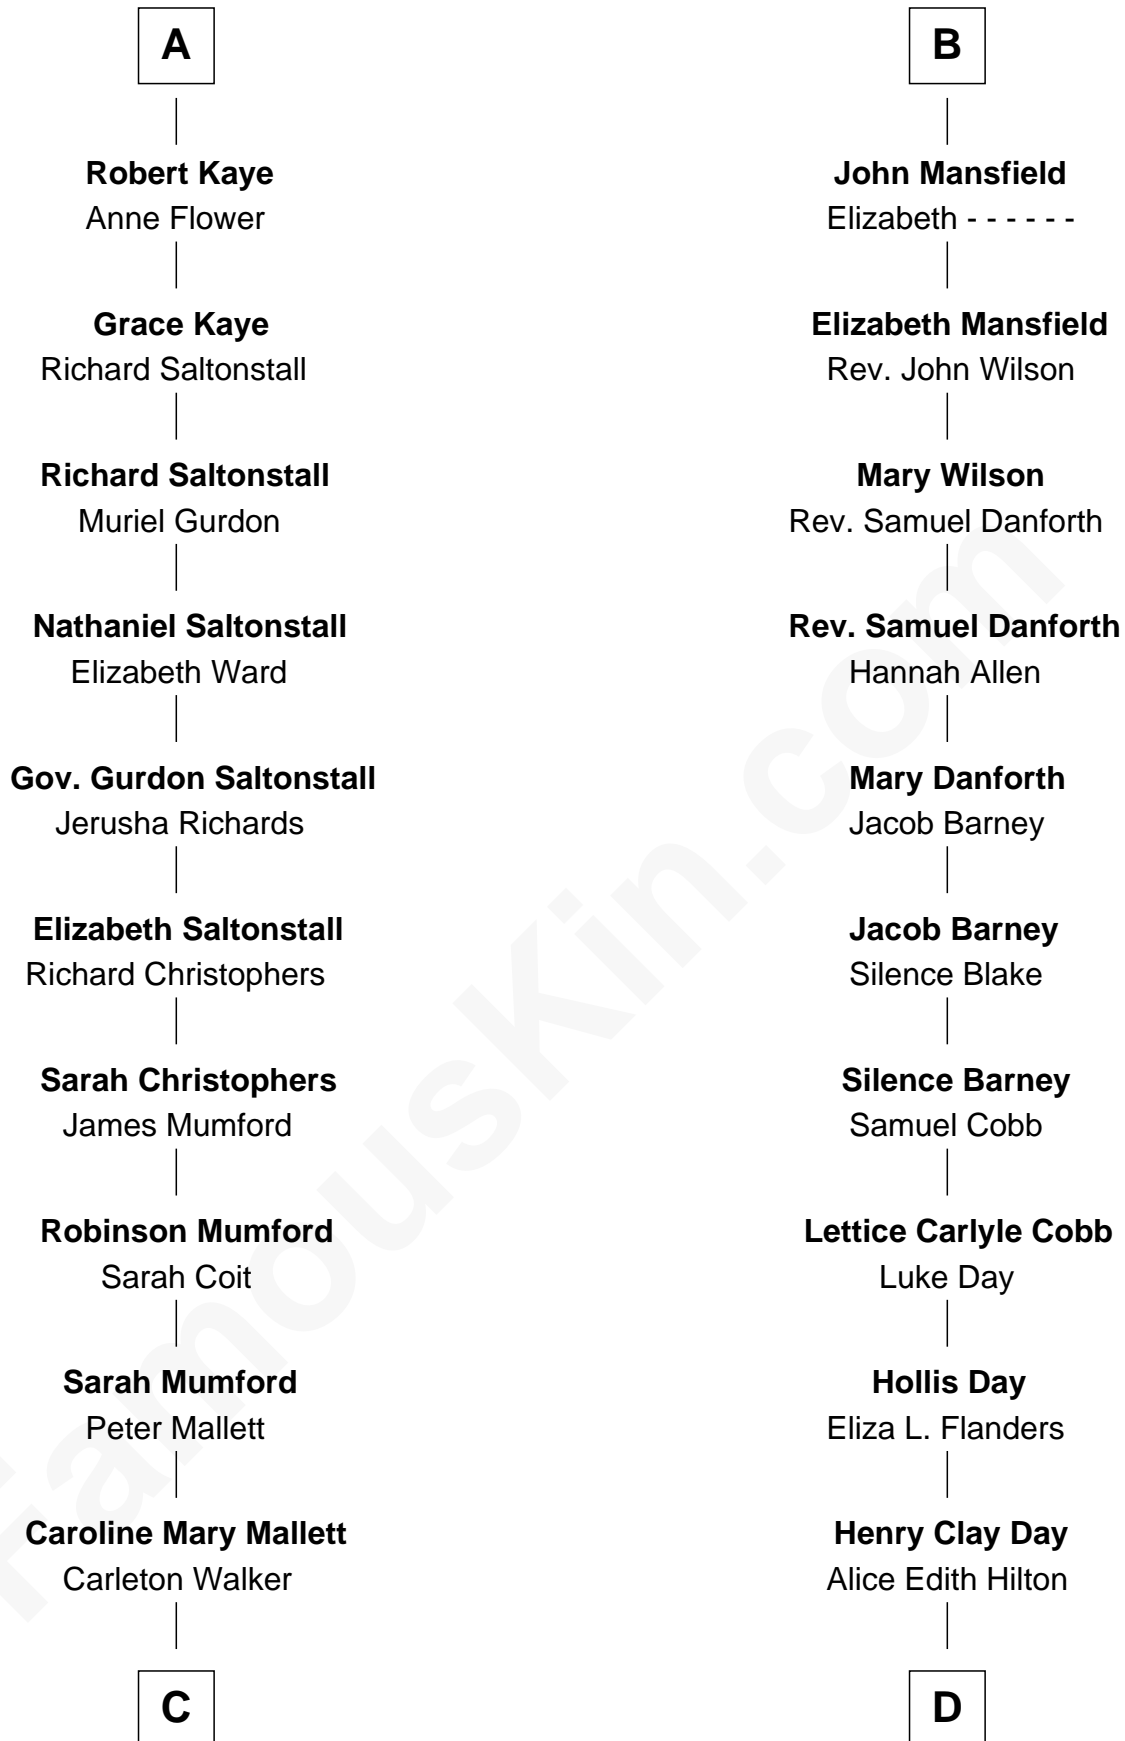 A
Robert Kaye
Anne Flower
Grace Kaye
Richard Saltonstall
Richard Saltonstall
Muriel Gurdon
Nathaniel Saltonstall
Elizabeth Ward
Gov. Gurdon Saltonstall
Jerusha Richards
Elizabeth Saltonstall
Richard Christophers
Sarah Christophers
James Mumford
Robinson Mumford
Sarah Coit
Sarah Mumford
Peter Mallett
Caroline Mary Mallett
Carleton Walker
C
B
John Mansfield
Elizabeth - - - - - -
Elizabeth Mansfield
Rev. John Wilson
Mary Wilson
Rev. Samuel Danforth
Rev. Samuel Danforth
Hannah Allen
Mary Danforth
Jacob Barney
Jacob Barney
Silence Blake
Silence Barney
Samuel Cobb
Lettice Carlyle Cobb
Luke Day
Hollis Day
Eliza L. Flanders
Henry Clay Day
Alice Edith Hilton
D
FamousKin.com